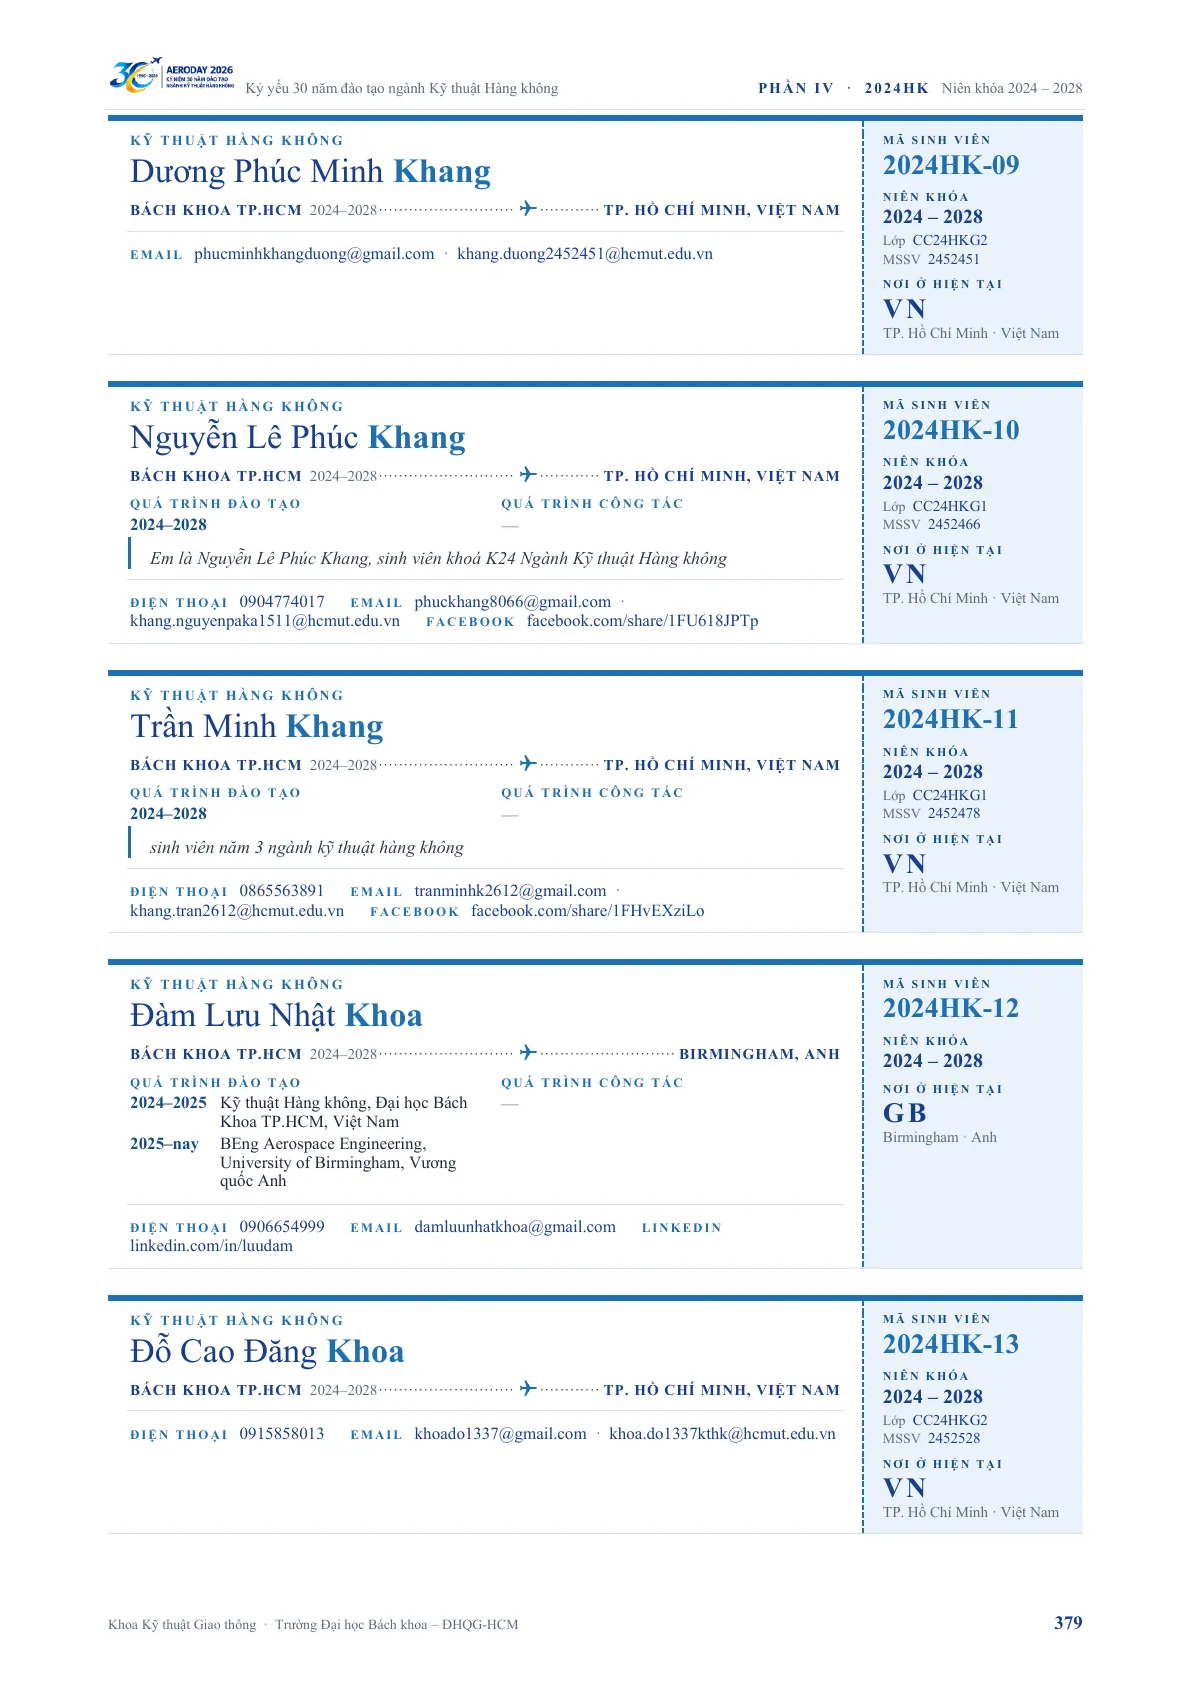 AERODAY 2026
KỶ NIỆM 30 NĂM ĐÀO TẠO
NGÀNH KỸ THUẬT HÀNG KHÔNG
Kỷ yếu 30 năm đào tạo ngành Kỹ thuật Hàng không
PHẦN IV · 2024HK Niên khóa 2024 – 2028
KỸ THUẬT HÀNG KHÔNG
Dương Phúc Minh Khang
BÁCH KHOA TP.HCM 2024–2028 TP. HỒ CHÍ MINH, VIỆT NAM
EMAIL phucminhkhangduong@gmail.com · khang.duong2452451@hcmut.edu.vn
MÃ SINH VIÊN
2024HK-09
NIÊN KHÓA
2024 – 2028
Lớp CC24HKG2
MSSV 2452451
NƠI Ở HIỆN TẠI
VN
TP. Hồ Chí Minh · Việt Nam
KỸ THUẬT HÀNG KHÔNG
Nguyễn Lê Phúc Khang
BÁCH KHOA TP.HCM 2024–2028 TP. HỒ CHÍ MINH, VIỆT NAM
QUÁ TRÌNH ĐÀO TẠO
2024–2028
QUÁ TRÌNH CÔNG TÁC
—
Em là Nguyễn Lê Phúc Khang, sinh viên khoá K24 Ngành Kỹ thuật Hàng không
ĐIỆN THOẠI 0904774017 EMAIL phuckhang8066@gmail.com ·
khang.nguyenpaka1511@hcmut.edu.vn FACEBOOK facebook.com/share/1FU618JPTp
MÃ SINH VIÊN
2024HK-10
NIÊN KHÓA
2024 – 2028
Lớp CC24HKG1
MSSV 2452466
NƠI Ở HIỆN TẠI
VN
TP. Hồ Chí Minh · Việt Nam
KỸ THUẬT HÀNG KHÔNG
Trần Minh Khang
BÁCH KHOA TP.HCM 2024–2028 TP. HỒ CHÍ MINH, VIỆT NAM
QUÁ TRÌNH ĐÀO TẠO
2024–2028
QUÁ TRÌNH CÔNG TÁC
—
sinh viên năm 3 ngành kỹ thuật hàng không
ĐIỆN THOẠI 0865563891 EMAIL tranminhk2612@gmail.com ·
khang.tran2612@hcmut.edu.vn FACEBOOK facebook.com/share/1FHvEXziLo
MÃ SINH VIÊN
2024HK-11
NIÊN KHÓA
2024 – 2028
Lớp CC24HKG1
MSSV 2452478
NƠI Ở HIỆN TẠI
VN
TP. Hồ Chí Minh · Việt Nam
KỸ THUẬT HÀNG KHÔNG
Đàm Lưu Nhật Khoa
BÁCH KHOA TP.HCM 2024–2028 BIRMINGHAM, ANH
QUÁ TRÌNH ĐÀO TẠO
2024–2025 Kỹ thuật Hàng không, Đại học Bách
Khoa TP.HCM, Việt Nam
2025–nay BEng Aerospace Engineering,
University of Birmingham, Vương
quốc Anh
QUÁ TRÌNH CÔNG TÁC
—
ĐIỆN THOẠI 0906654999 EMAIL damluunhatkhoa@gmail.com LINKEDIN
linkedin.com/in/luudam
MÃ SINH VIÊN
2024HK-12
NIÊN KHÓA
2024 – 2028
NƠI Ở HIỆN TẠI
GB
Birmingham · Anh
KỸ THUẬT HÀNG KHÔNG
Đỗ Cao Đăng Khoa
BÁCH KHOA TP.HCM 2024–2028 TP. HỒ CHÍ MINH, VIỆT NAM
ĐIỆN THOẠI 0915858013 EMAIL khoado1337@gmail.com · khoa.do1337kthk@hcmut.edu.vn
MÃ SINH VIÊN
2024HK-13
NIÊN KHÓA
2024 – 2028
Lớp CC24HKG2
MSSV 2452528
NƠI Ở HIỆN TẠI
VN
TP. Hồ Chí Minh · Việt Nam
Khoa Kỹ thuật Giao thông · Trường Đại học Bách khoa – ĐHQG-HCM
379